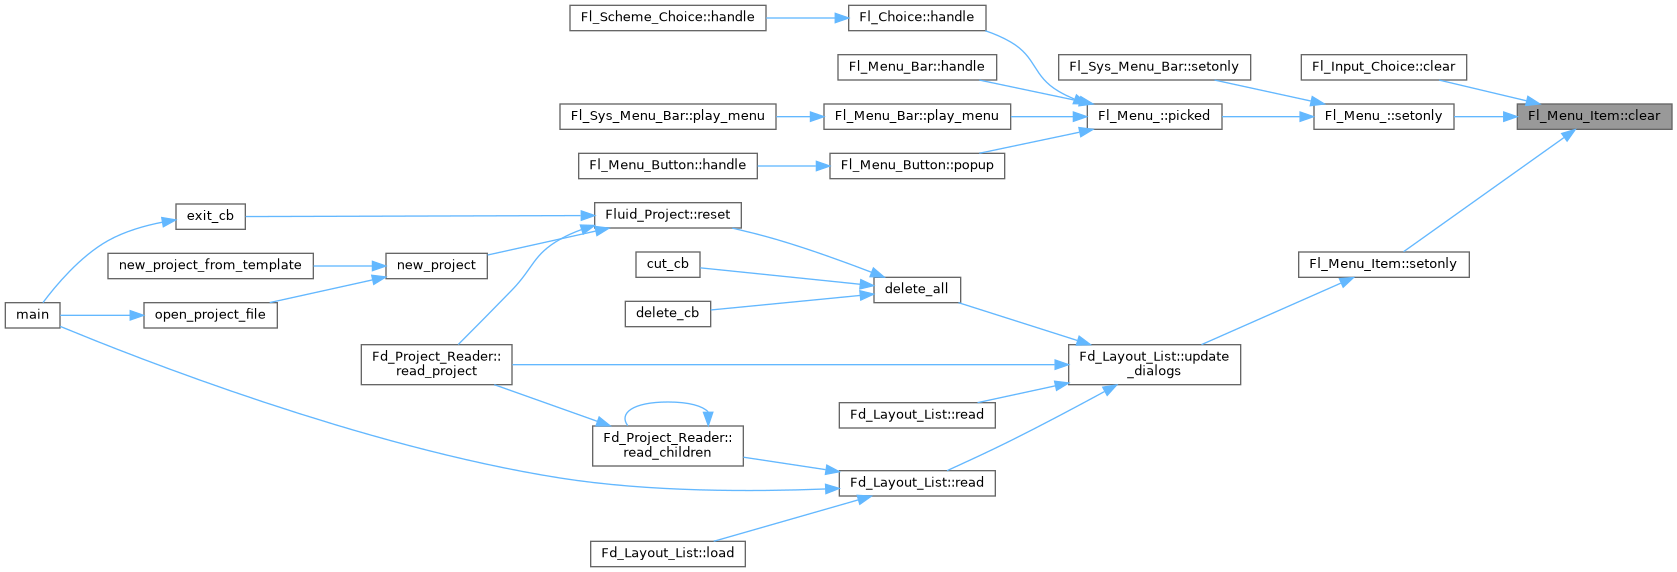 Fl_Scheme_Choice::handle
Fl_Choice::handle
Fl_Menu_Bar::handle
Fl_Sys_Menu_Bar::setonly
Fl_Input_Choice::clear
Fl_Sys_Menu_Bar::play_menu
Fl_Menu_Bar::play_menu
Fl_Menu_::picked
Fl_Menu_::setonly
Fl_Menu_Item::clear
Fl_Menu_Button::handle
Fl_Menu_Button::popup
exit_cb
Fluid_Project::reset
new_project_from_template
new_project
cut_cb
Fl_Menu_Item::setonly
delete_all
main
open_project_file
delete_cb
Fd_Project_Reader::
read_project
Fd_Layout_List::update
_dialogs
Fd_Layout_List::read
Fd_Project_Reader::
read_children
Fd_Layout_List::read
Fd_Layout_List::load